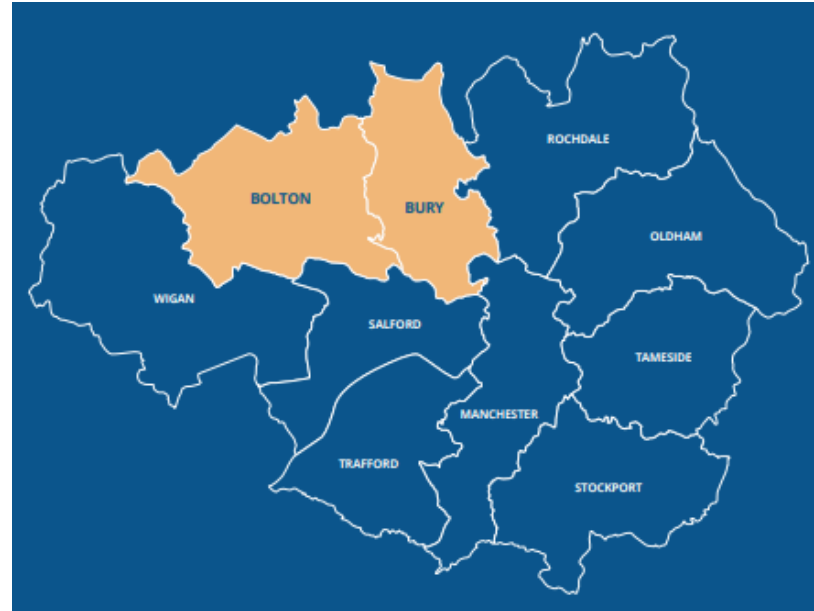 ROCHDALE
BOLTON
BURY
OLDHAM
WIGAN
SALFORD
TAMESIDE
MANCHESTER
TRAFFORD
STOCKPORT